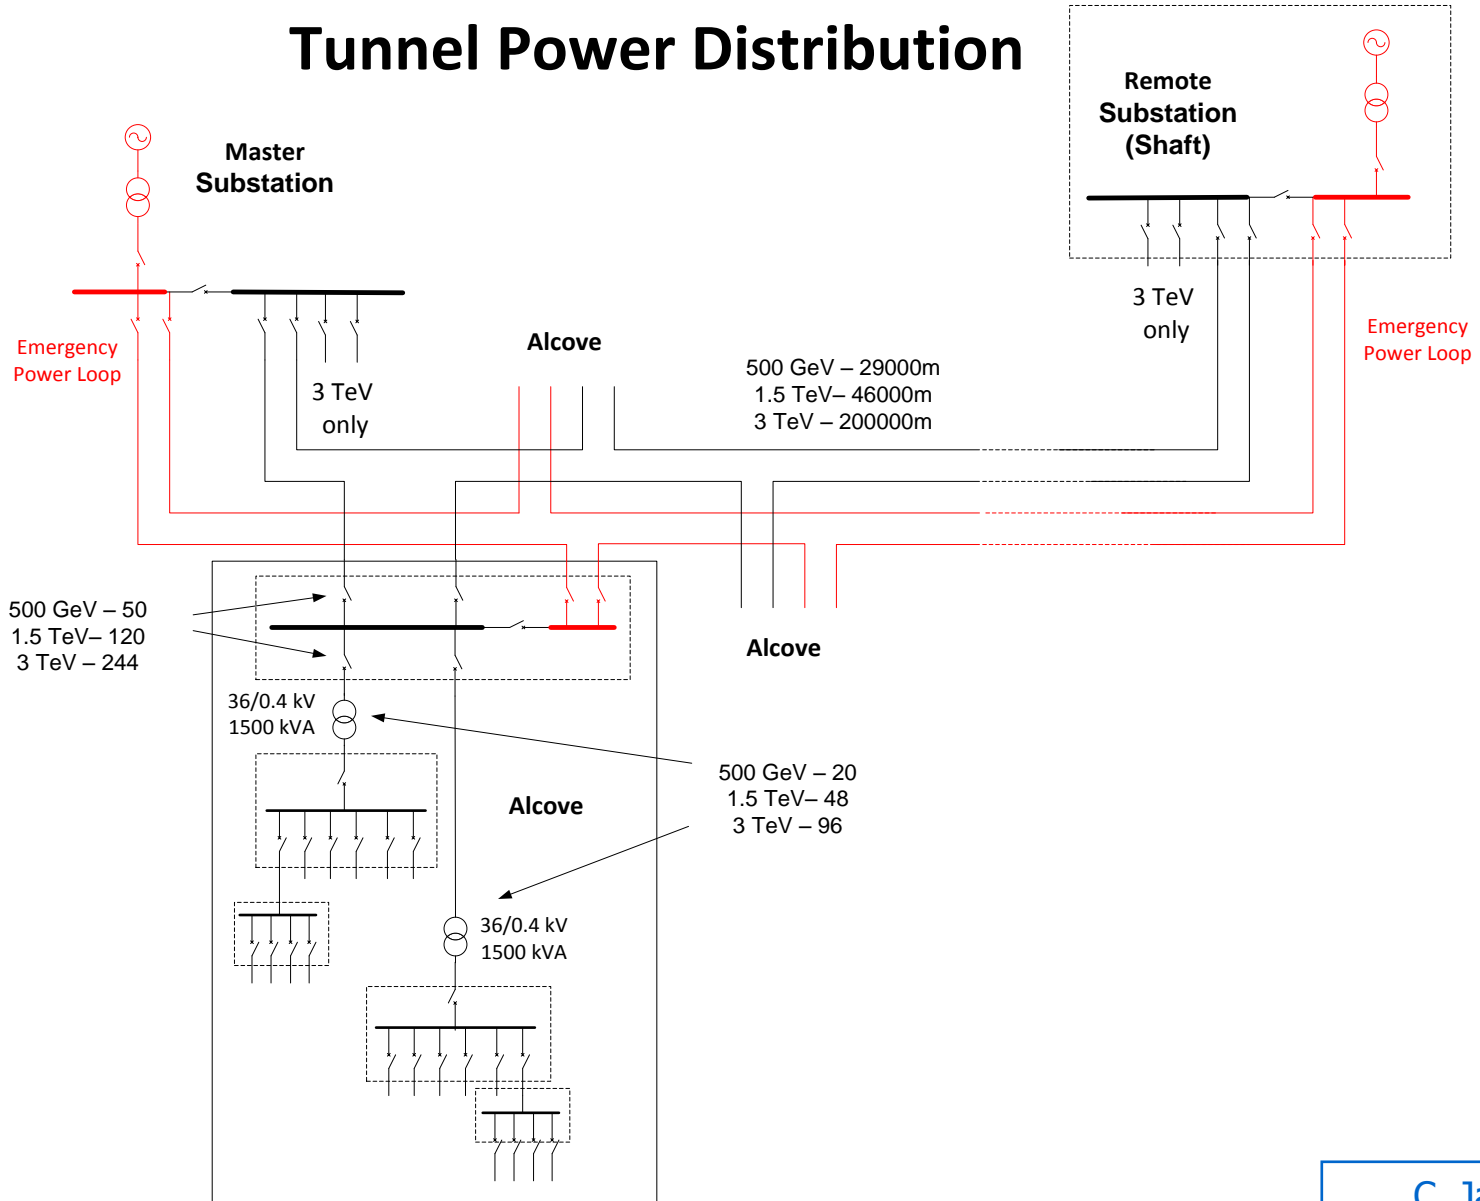 Tunnel Power Distribution
Remote
Substation
(Shaft)
Master
Substation
Emergency
Power Loop
3 TeV
only
Alcove
500 GeV – 29000m
1.5 TeV– 46000m
3 TeV – 200000m
3 TeV
only
Emergency
Power Loop
500 GeV – 50
1.5 TeV– 120
3 TeV – 244
Alcove
36/0.4 kV
1500 kVA
500 GeV – 20
1.5 TeV– 48
3 TeV – 96
Alcove
36/0.4 kV
1500 kVA